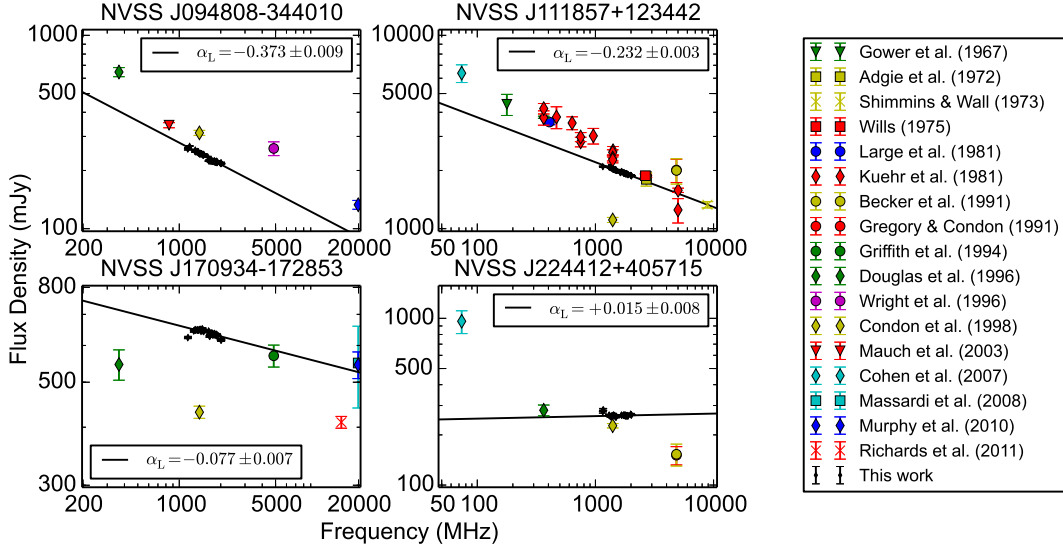 NVSS J094808-344010
NVSS J111857+123442
α_L=−0.373±0.009
α_L=−0.232±0.003
1000
500
100
200 1000 5000 20000
10000
5000
1000
50 100 1000 10000
NVSS J170934-172853
NVSS J224412+405715
α_L=−0.077±0.007
α_L=+0.015±0.008
800
500
300
200 1000 5000 20000
1000
500
100
50 100 1000 10000
Flux Density (mJy)
Frequency (MHz)
Gower et al. (1967)
Adgie et al. (1972)
Shimmins & Wall (1973)
Wills (1975)
Large et al. (1981)
Kuehr et al. (1981)
Becker et al. (1991)
Gregory & Condon (1991)
Griffith et al. (1994)
Douglas et al. (1996)
Wright et al. (1996)
Condon et al. (1998)
Mauch et al. (2003)
Cohen et al. (2007)
Massardi et al. (2008)
Murphy et al. (2010)
Richards et al. (2011)
This work